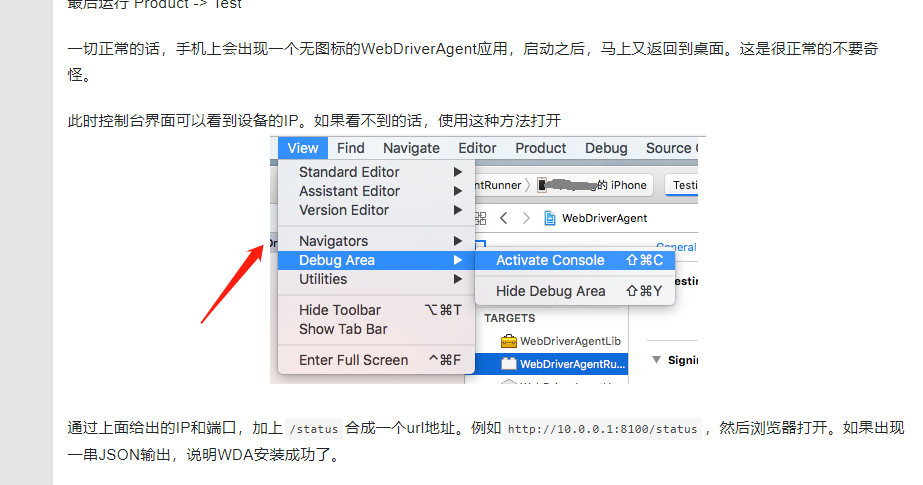 最后运行 Product -> Test
一切正常的话，手机上会出现一个无图标的WebDriverAgent应用，启动之后，马上又返回到桌面。这是很正常的不要奇
怪。
此时控制台界面可以看到设备的IP。如果看不到的话，使用这种方法打开
View Find Navigate Editor Product Debug Source
Standard Editor
ntRunner 的 iPhone Testi
Assistant Editor
Version Editor
WebDriverAgent
Navigators
General
Debug Area
Activate Console ⇧⌘C
Utilities
esting
Hide Debug Area ⇧⌘Y
Hide Toolbar ⌥⌘T
TARGETS
Show Tab Bar
WebDriverAgentLib
Enter Full Screen ^⌘F
WebDriverAgentRu...
Signin
通过上面给出的IP和端口，加上 /status 合成一个url地址。例如 http://10.0.0.1:8100/status ，然后浏览器打开。如果出现
一串JSON输出，说明WDA安装成功了。